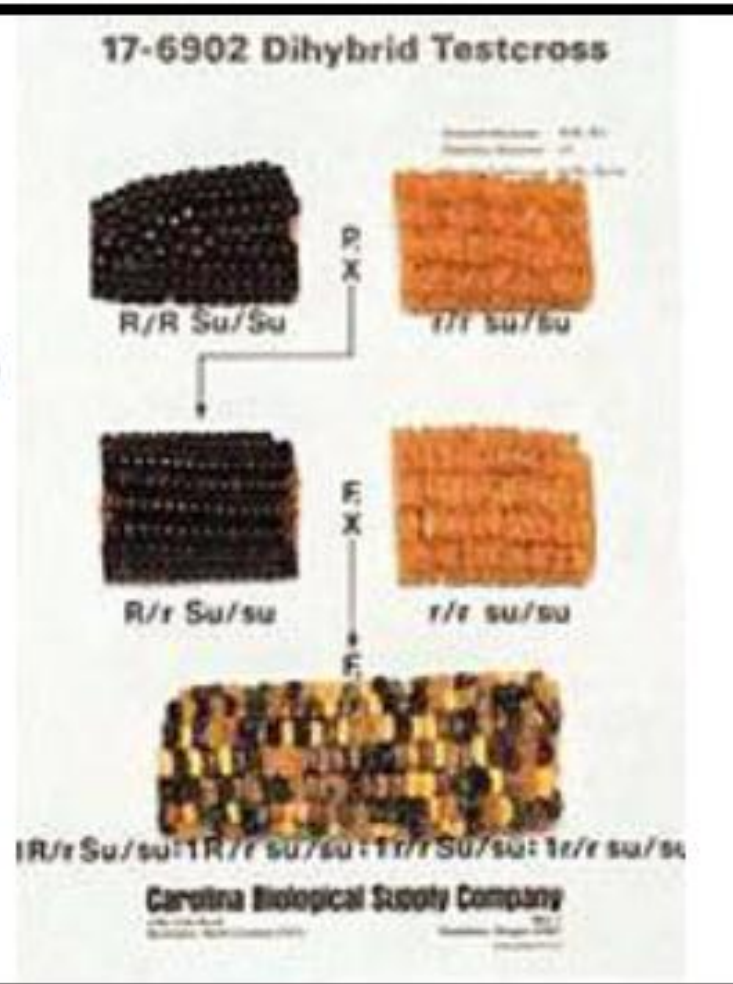 17-6902 Dihybrid Testcross
P.
X
R/R Su/Su
r/r su/su
F.
X
R/r Su/su
r/r su/su
F.
1R/r Su/su:1R/r su/su:1r/r Su/su:1r/r su/su
Carolina Biological Supply Company